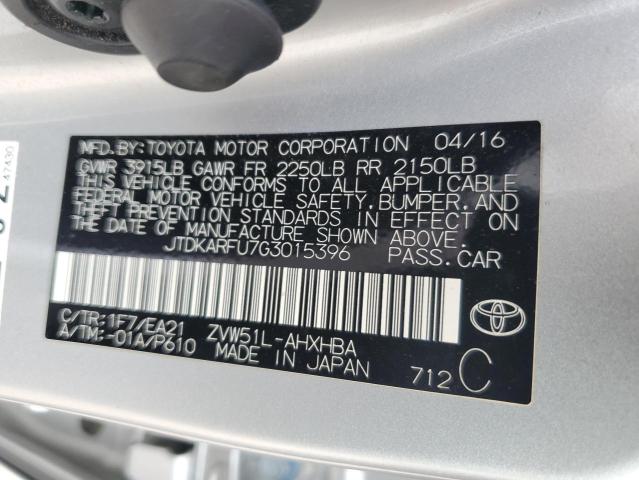 MFD. BY: TOYOTA MOTOR CORPORATION 04/16
GVWR 3915LB GAWR FR 2250LB RR 2150LB
THIS VEHICLE CONFORMS TO ALL APPLICABLE
FEDERAL MOTOR VEHICLE SAFETY, BUMPER, AND
THEFT PREVENTION STANDARDS IN EFFECT ON
THE DATE OF MANUFACTURE SHOWN ABOVE.
JTDKARFU7G3015396 PASS.CAR
C/TR:1F7/EA21 ZVW51L-AHXHBA
A/TM:-01A/P610 MADE IN JAPAN
712 C
47430